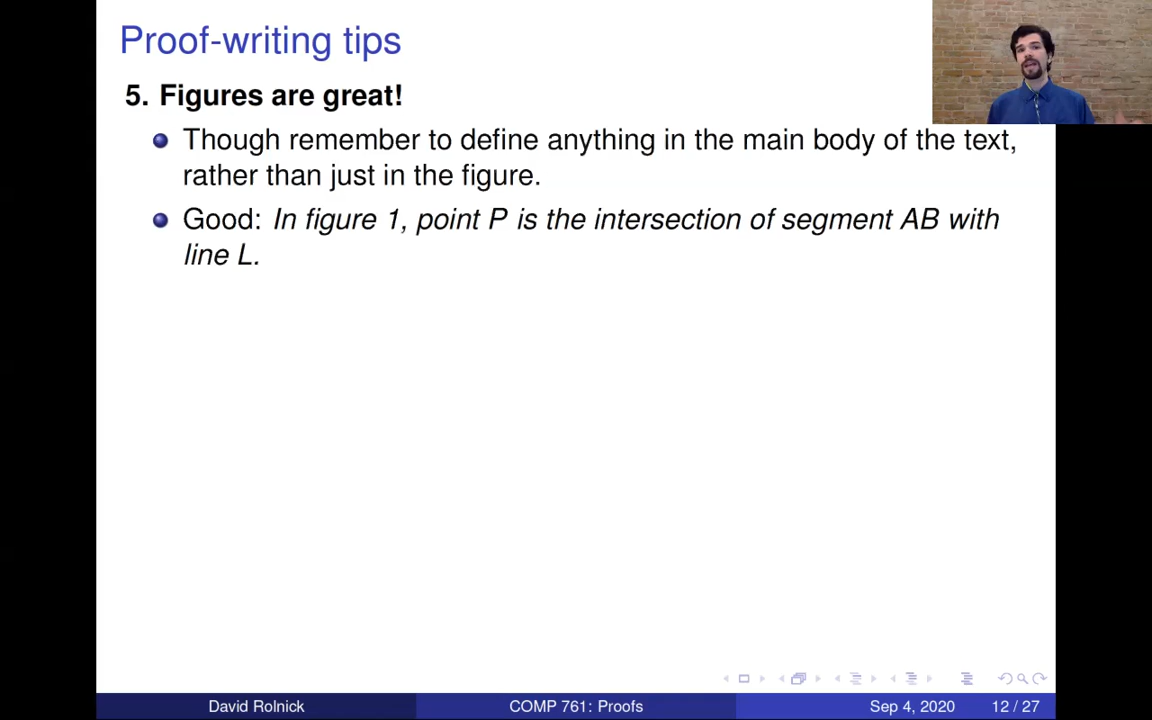 Proof-writing tips
5. Figures are great!
Though remember to define anything in the main body of the text,
rather than just in the figure.
Good: In figure 1, point P is the intersection of segment AB with
line L.
David Rolnick
COMP 761: Proofs
Sep 4, 2020
12 / 27